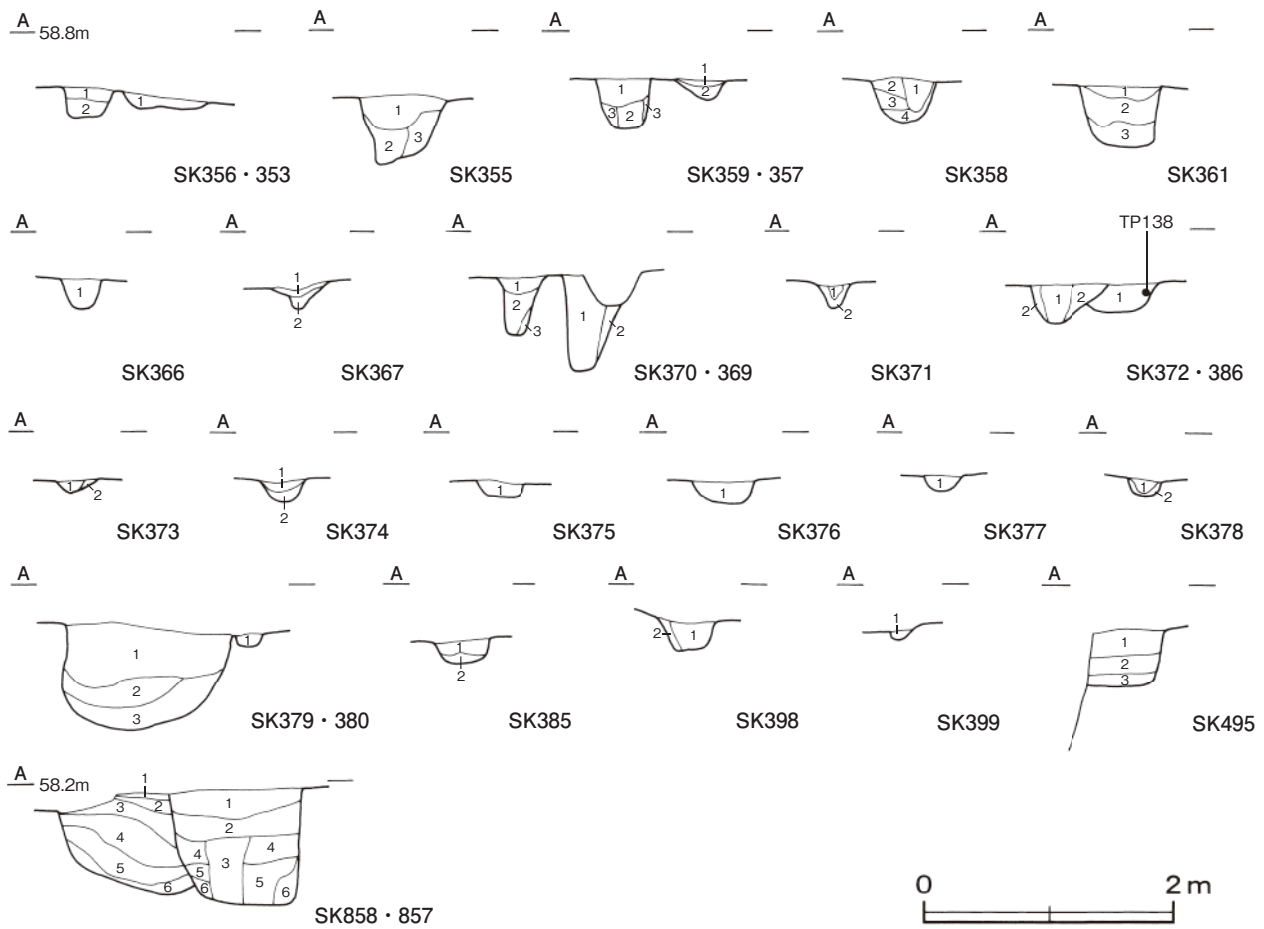 A 58.8m A A A A
1 2 1 1 2 3 1 3 2 3 1 2 2 1 3 4 1 2 3
SK356・353 SK355 SK359・357 SK358 SK361
A A A A A TP138
1 1 2 1 2 3 1 2 1 2 2 1 2 1
SK366 SK367 SK370・369 SK371 SK372・386
A A A A A A
1 2 1 2 1 1 1 1 2
SK373 SK374 SK375 SK376 SK377 SK378
A A A A A
1 2 3 1 1 2 2 1 1 1 2 3
SK379・380 SK385 SK398 SK399 SK495
A 58.2m
1
3 2 1
2
4 4 3 4
5 5 5
6 6 6
SK858・857
0 2m